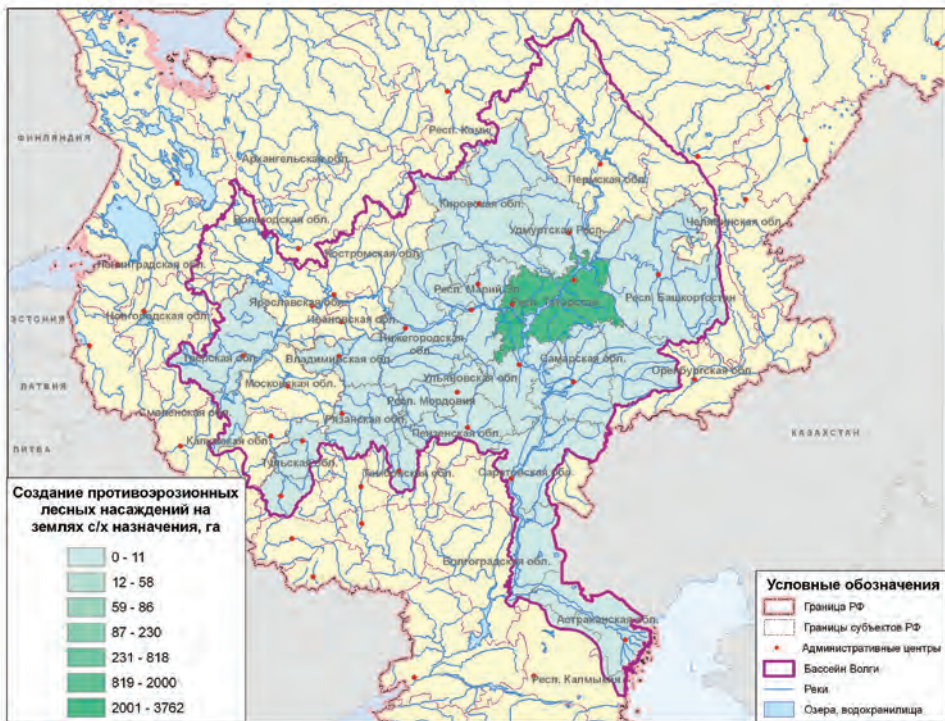 ФИНЛЯНДИЯ
Респ. Коми
Архангельская обл.
Пермская обл.
Кировская обл.
Вологодская обл.
Челябинская обл.
Удмуртская Респ.
Костромская обл.
Ленинградская обл.
Респ. Марий Эл
Ярославская обл.
Респ. Татарстан
Респ. Башкортостан
Новгородская обл.
Ивановская обл.
ЭСТОНИЯ
Нижегородская
обл.
Тверская обл.
Владимирская обл.
Самарская обл.
Оренбургская обл.
Ульяновская обл.
Московская обл.
ЛАТВИЯ
Респ. Мордовия
Смоленская обл.
Рязанская обл.
КАЗАХСТАН
Калужская обл.
Пензенская обл.
ЛИТВА
Тульская обл.
Тамбовская обл.
Саратовская обл.
Волгоградская обл.
Астраханская обл.
Респ. Калмыкия
Создание противоэрозионных
лесных насаждений на
землях с/х назначения, га
0 - 11
12 - 58
59 - 86
87 - 230
231 - 818
819 - 2000
2001 - 3762
Условные обозначения
Граница РФ
Границы субъектов РФ
Административные центры
Бассейн Волги
Реки
Озера, водохранилища